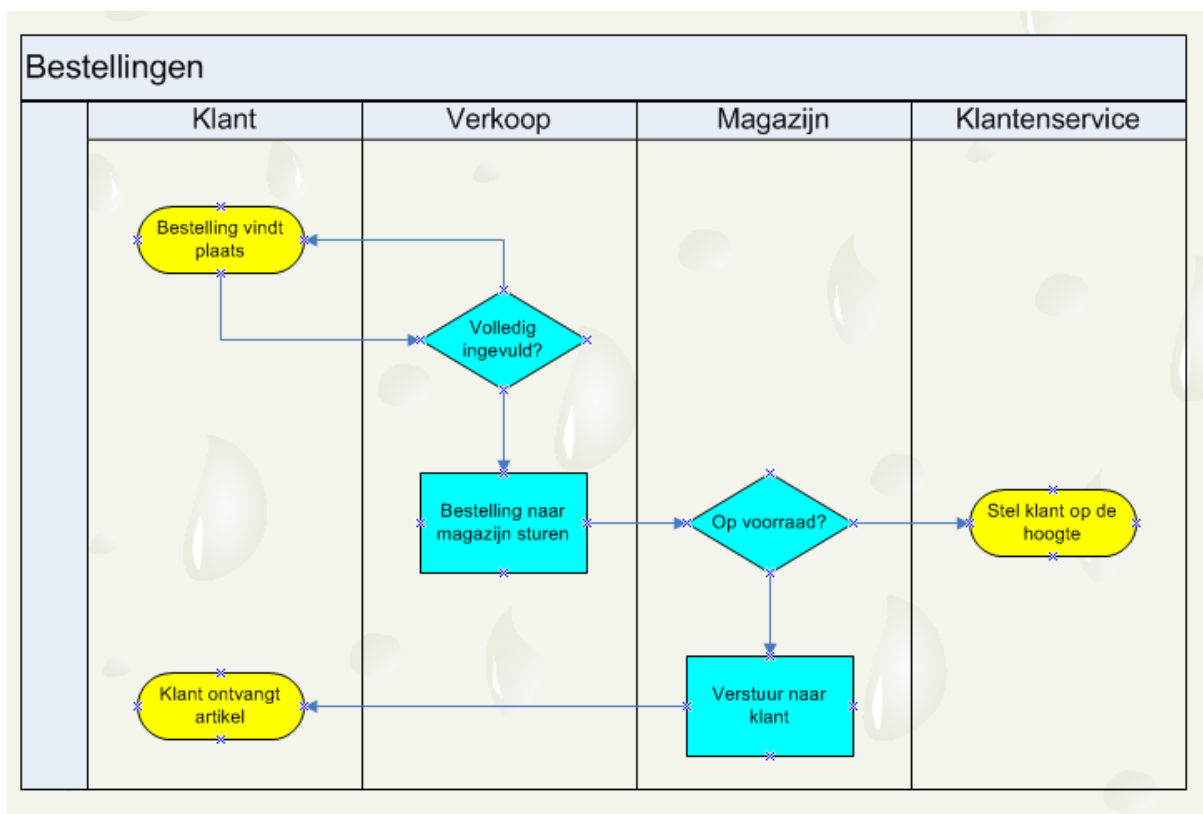 Bestellingen
Klant
Verkoop
Magazijn
Klantenservice
Bestelling vindt
plaats
Volledig
ingevuld?
Bestelling naar
magazijn sturen
Op voorraad?
Stel klant op de
hoogte
Klant ontvangt
artikel
Verstuur naar
klant